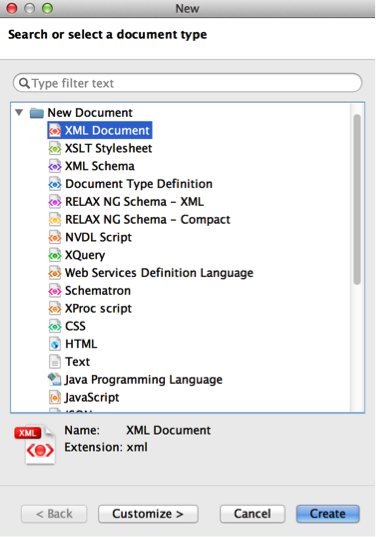 New
Search or select a document type
Type filter text
New Document
XML Document
XSLT Stylesheet
XML Schema
Document Type Definition
RELAX NG Schema – XML
RELAX NG Schema – Compact
NVDL Script
XQuery
Web Services Definition Language
Schematron
XProc script
CSS
HTML
Text
Java Programming Language
JavaScript
XML
Name: XML Document
Extension: xml
< Back
Customize >
Cancel
Create